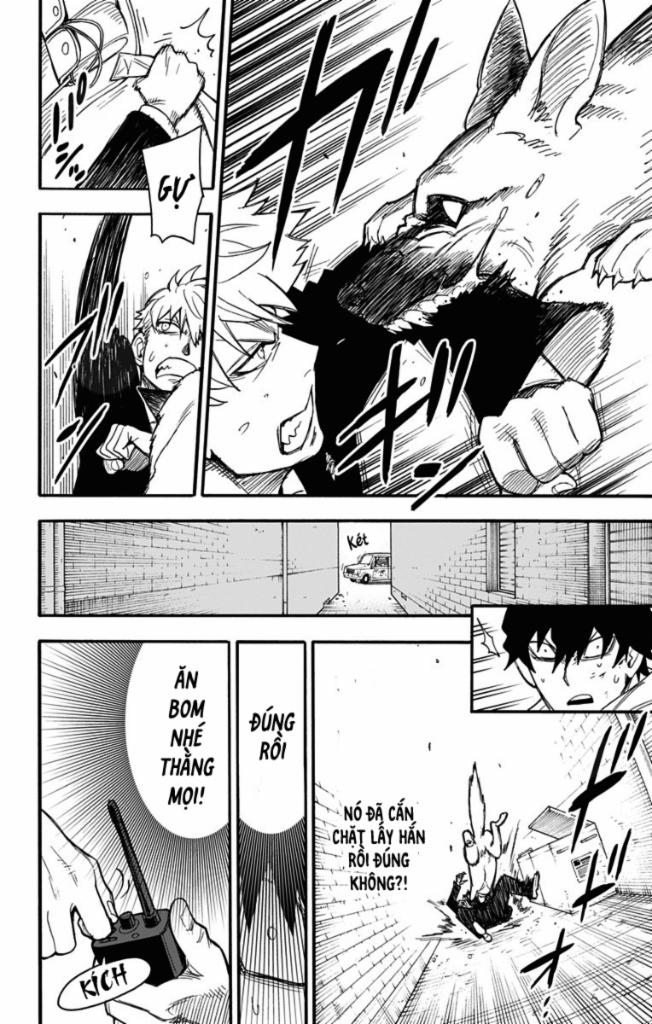 GỰ
Két
NÓ ĐÃ CẮN
CHẶT LẤY HẮN
RỒI ĐÚNG
KHÔNG?!
ĐÚNG
RỒI
ĂN
BOM
NHÉ
THẰNG
MỌI!
KÍCH